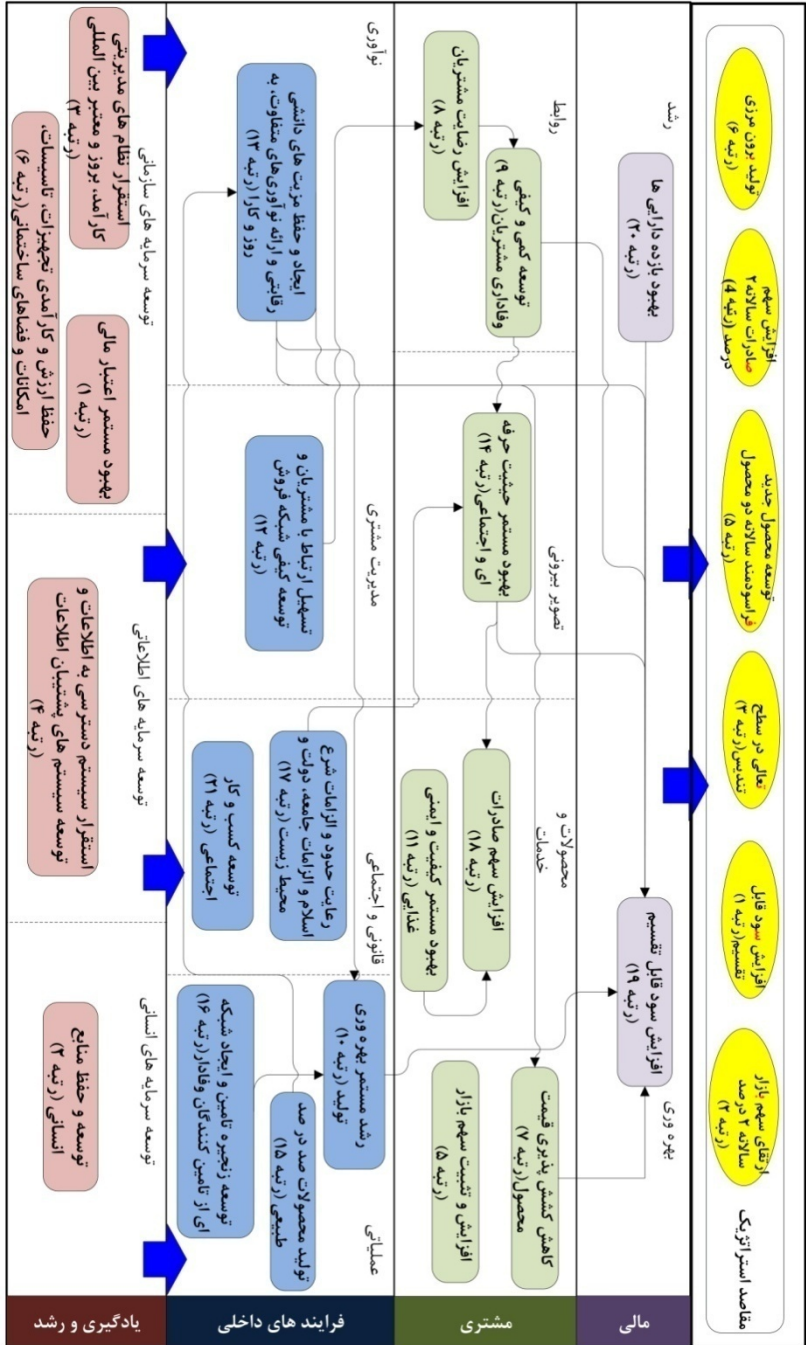 مقاصد استراتژیک
ارتقای سهم بازار
سالانه ۲ درصد
(رتبه ۲)
افزایش سود قابل
تقسیم(رتبه ۱)
تعالی در سطح
تندیس(رتبه ۳)
توسعه محصول جدید
فراسودمند سالانه دو محصول
(رتبه ۵)
افزایش سهم
صادرات سالانه۲
درصد (رتبه 4)
تولید برون مرزی
(رتبه ۶)
مالی
بهره وری
رشد
افزایش سود قابل تقسیم
(رتبه ۱۹)
بهبود بازده دارایی ها
(رتبه ۲۰)
مشتری
محصولات و
خدمات
تصویر بیرونی
روابط
کاهش کشش پذیری قیمت
محصول(رتبه ۷)
افزایش و تثبیت سهم بازار
(رتبه ۵)
افزایش سهم صادرات
(رتبه ۱۸)
بهبود مستمر کیفیت و ایمنی
غذایی (رتبه ۱۱)
بهبود مستمر حیثیت حرفه
ای و اجتماعی(رتبه ۱۴)
توسعه کمی و کیفی
وفاداری مشتریان(رتبه ۹)
افزایش رضایت مشتریان
(رتبه ۸)
فرایند های داخلی
عملیاتی
قانونی و اجتماعی
مدیریت مشتری
نوآوری
رشد مستمر بهره وری
تولید (رتبه ۱۰)
تولید محصولات صد در صد
طبیعی (رتبه ۱۵)
توسعه زنجیره تامین و ایجاد شبکه
ای از تامین کنندگان وفادار(رتبه ۱۶)
رعایت حدود و الزامات شرع
اسلام و الزامات جامعه، دولت و
محیط زیست (رتبه ۱۷)
توسعه کسب و کار
اجتماعی (رتبه ۲۱)
تسهیل ارتباط با مشتریان و
توسعه کیفی شبکه فروش
(رتبه ۱۲)
ایجاد و حفظ مزیت های دانشی
رقابتی و ارائه نوآوری‌های متفاوت، به
روز و کارا (رتبه ۱۳)
یادگیری و رشد
توسعه سرمایه های انسانی
توسعه سرمایه های اطلاعاتی
توسعه سرمایه های سازمانی
توسعه و حفظ منابع
انسانی (رتبه ۲)
استقرار سیستم دسترسی به اطلاعات و
توسعه سیستم های پشتیبان اطلاعات
(رتبه ۴)
بهبود مستمر اعتبار مالی
(رتبه ۱)
استقرار نظام های مدیریتی
کارآمد، بروز و معتبر بین المللی
(رتبه ۳)
حفظ ارزش و کارآمدی تجهیزات، تاسیسات،
امکانات و فضاهای ساختمانی(رتبه ۶)